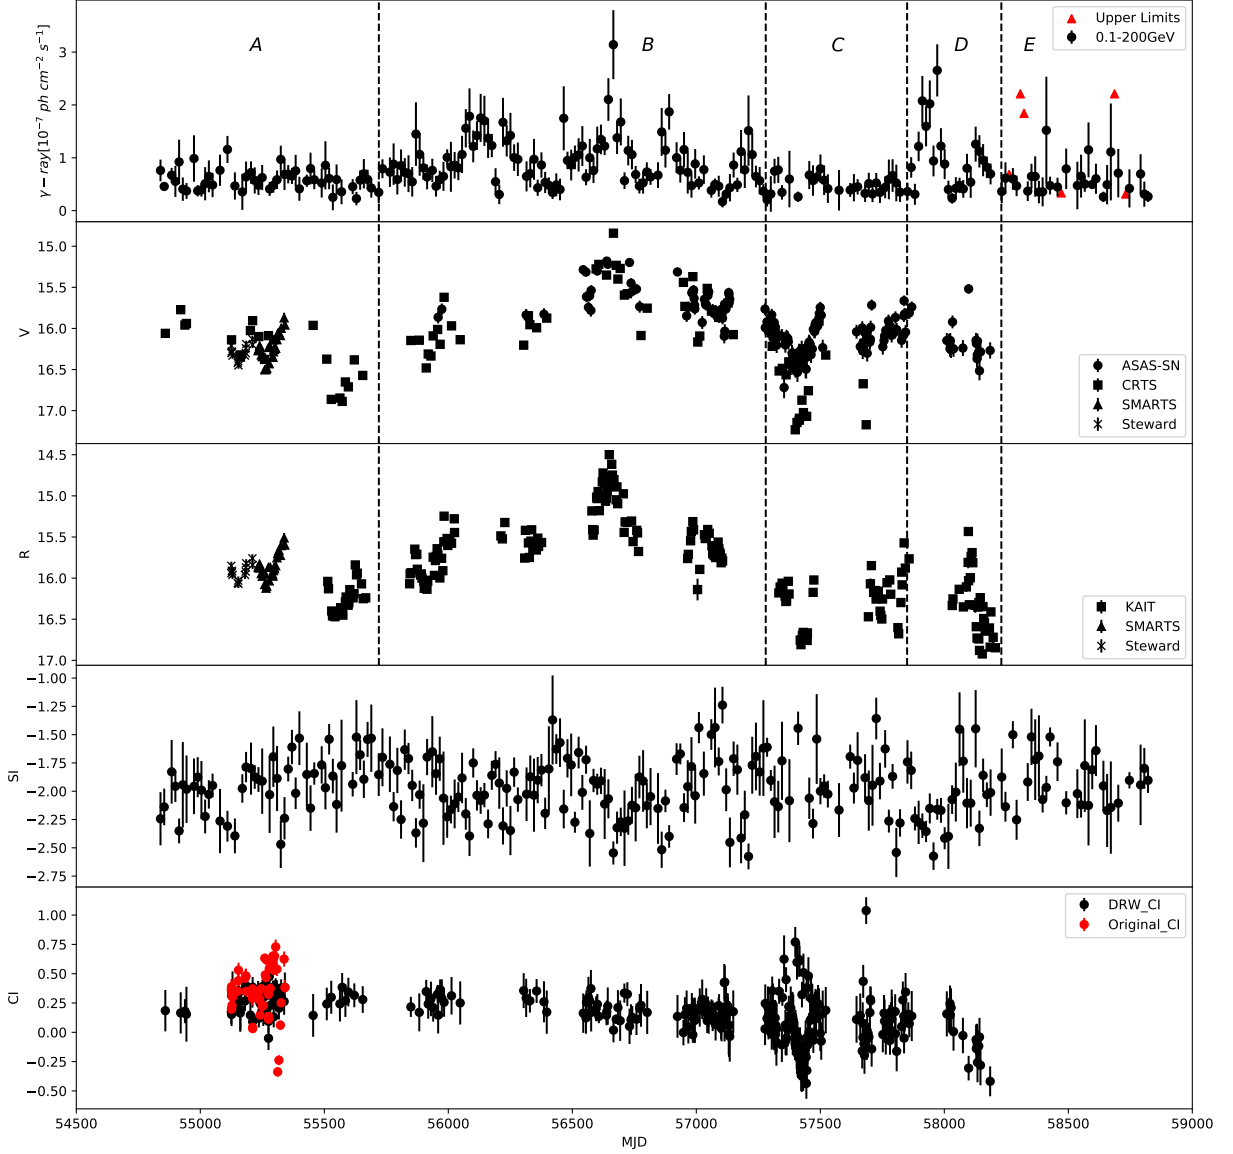 A
B
C
D
E
Upper Limits
0.1-200GeV
γ − ray[10⁻⁷ ph cm⁻² s⁻¹]
3
2
1
0
V
15.0
15.5
16.0
16.5
17.0
ASAS-SN
CRTS
SMARTS
Steward
R
14.5
15.0
15.5
16.0
16.5
17.0
KAIT
SMARTS
Steward
SI
−1.00
−1.25
−1.50
−1.75
−2.00
−2.25
−2.50
−2.75
CI
1.00
0.75
0.50
0.25
0.00
−0.25
−0.50
DRW_CI
Original_CI
54500 55000 55500 56000 56500 57000 57500 58000 58500 59000
MJD